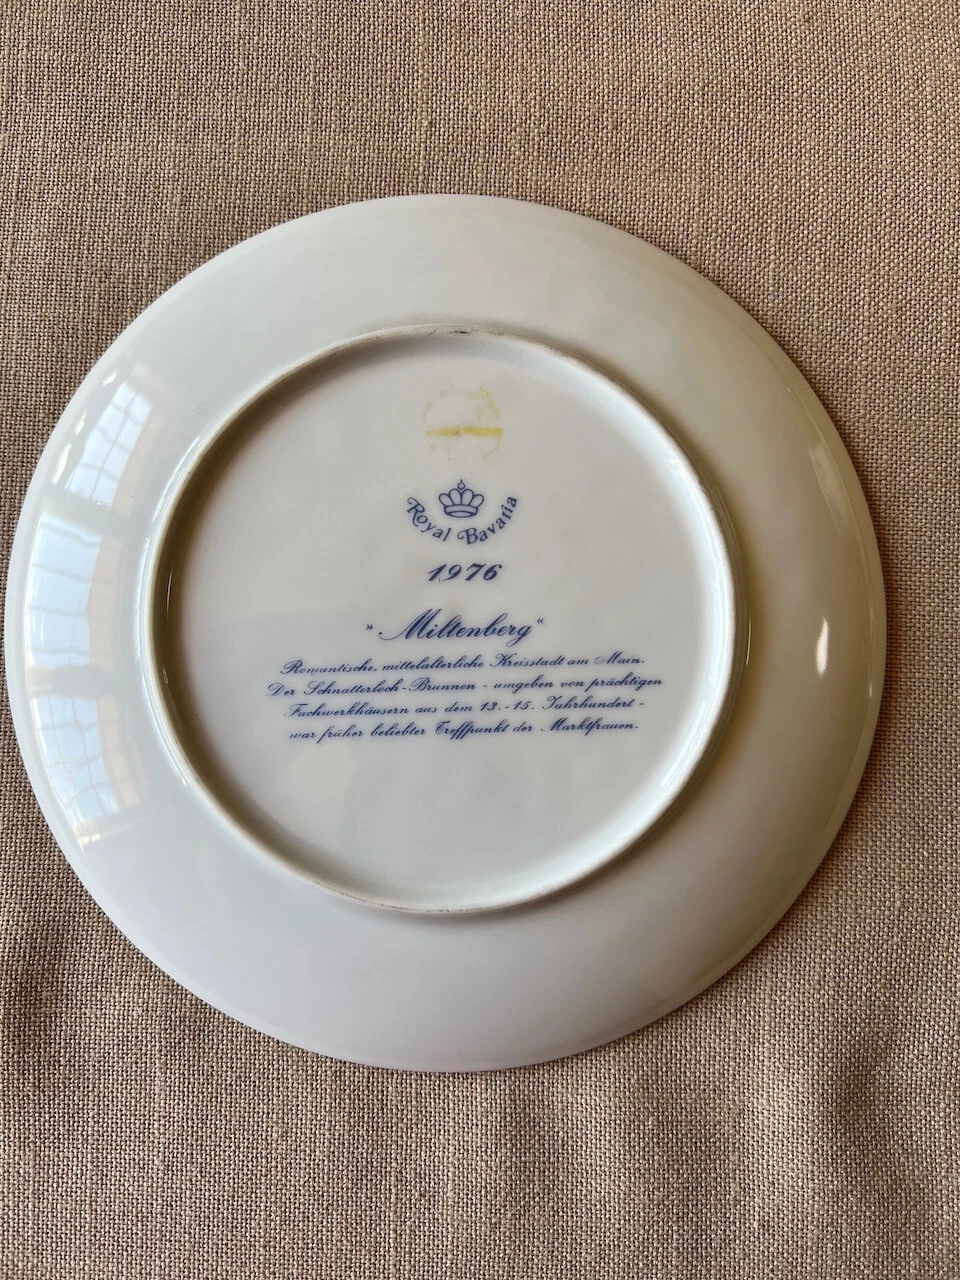 Royal Bavaria
1976
„Miltenberg“
Romantische, mittelalterliche Kreisstadt am Main.
Der Schnatterloch-Brunnen - umgeben von prächtigen
Fachwerkhäusern aus dem 13.-15. Jahrhundert -
war früher beliebter Treffpunkt der Marktfrauen.